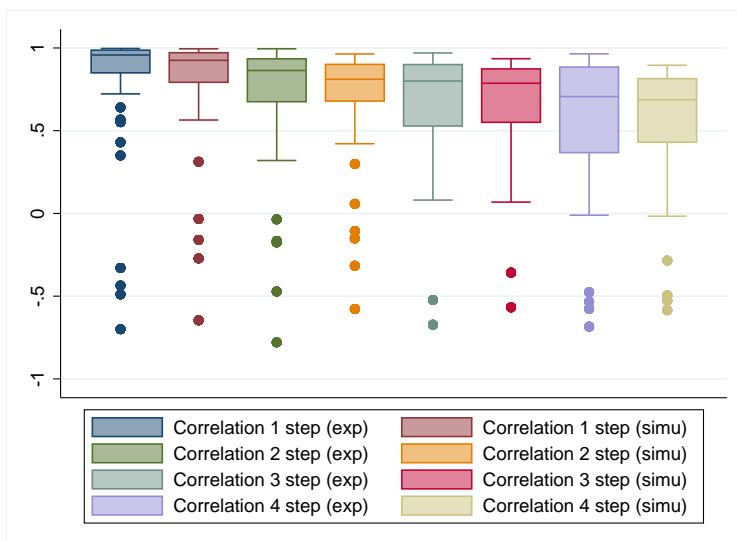 1
.5
0
-.5
-1
Correlation 1 step (exp) Correlation 1 step (simu)
Correlation 2 step (exp) Correlation 2 step (simu)
Correlation 3 step (exp) Correlation 3 step (simu)
Correlation 4 step (exp) Correlation 4 step (simu)